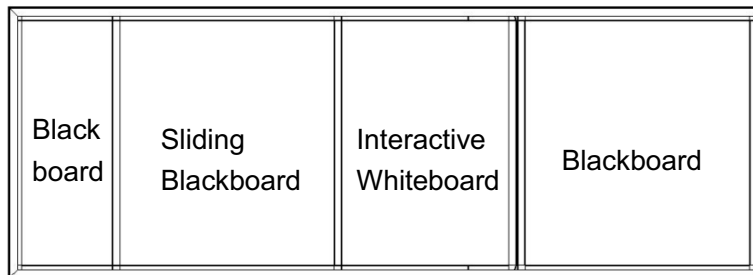 Black
board
Sliding
Blackboard
Interactive
Whiteboard
Blackboard